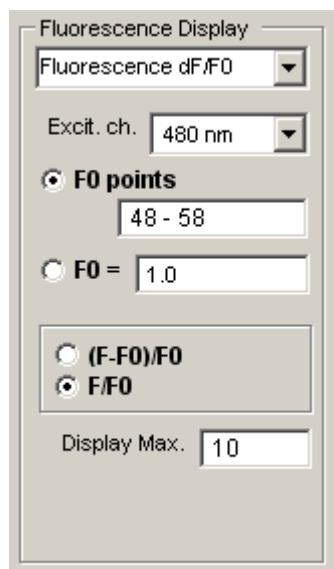 Fluorescence Display
Fluorescence dF/F0
Excit. ch. 480 nm
F0 points
48 - 58
F0 = 1.0
(F-F0)/F0
F/F0
Display Max. 10